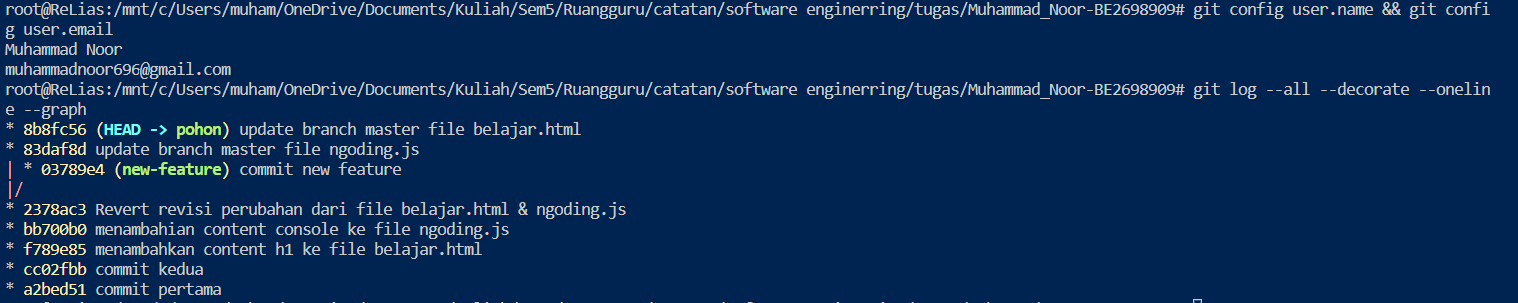 root@ReLias:/mnt/c/Users/muham/OneDrive/Documents/Kuliah/Sem5/Ruangguru/catatan/software enginerring/tugas/Muhammad_Noor-BE2698909# git config user.name && git confi
g user.email
Muhammad Noor
muhammadnoor696@gmail.com
root@ReLias:/mnt/c/Users/muham/OneDrive/Documents/Kuliah/Sem5/Ruangguru/catatan/software enginerring/tugas/Muhammad_Noor-BE2698909# git log --all --decorate --onelin
e --graph
* 8b8fc56 (HEAD -> pohon) update branch master file belajar.html
* 83daf8d update branch master file ngoding.js
| * 03789e4 (new-feature) commit new feature
|/
* 2378ac3 Revert revisi perubahan dari file belajar.html & ngoding.js
* bb700b0 menambahian content console ke file ngoding.js
* f789e85 menambahkan content h1 ke file belajar.html
* cc02fbb commit kedua
* a2bed51 commit pertama